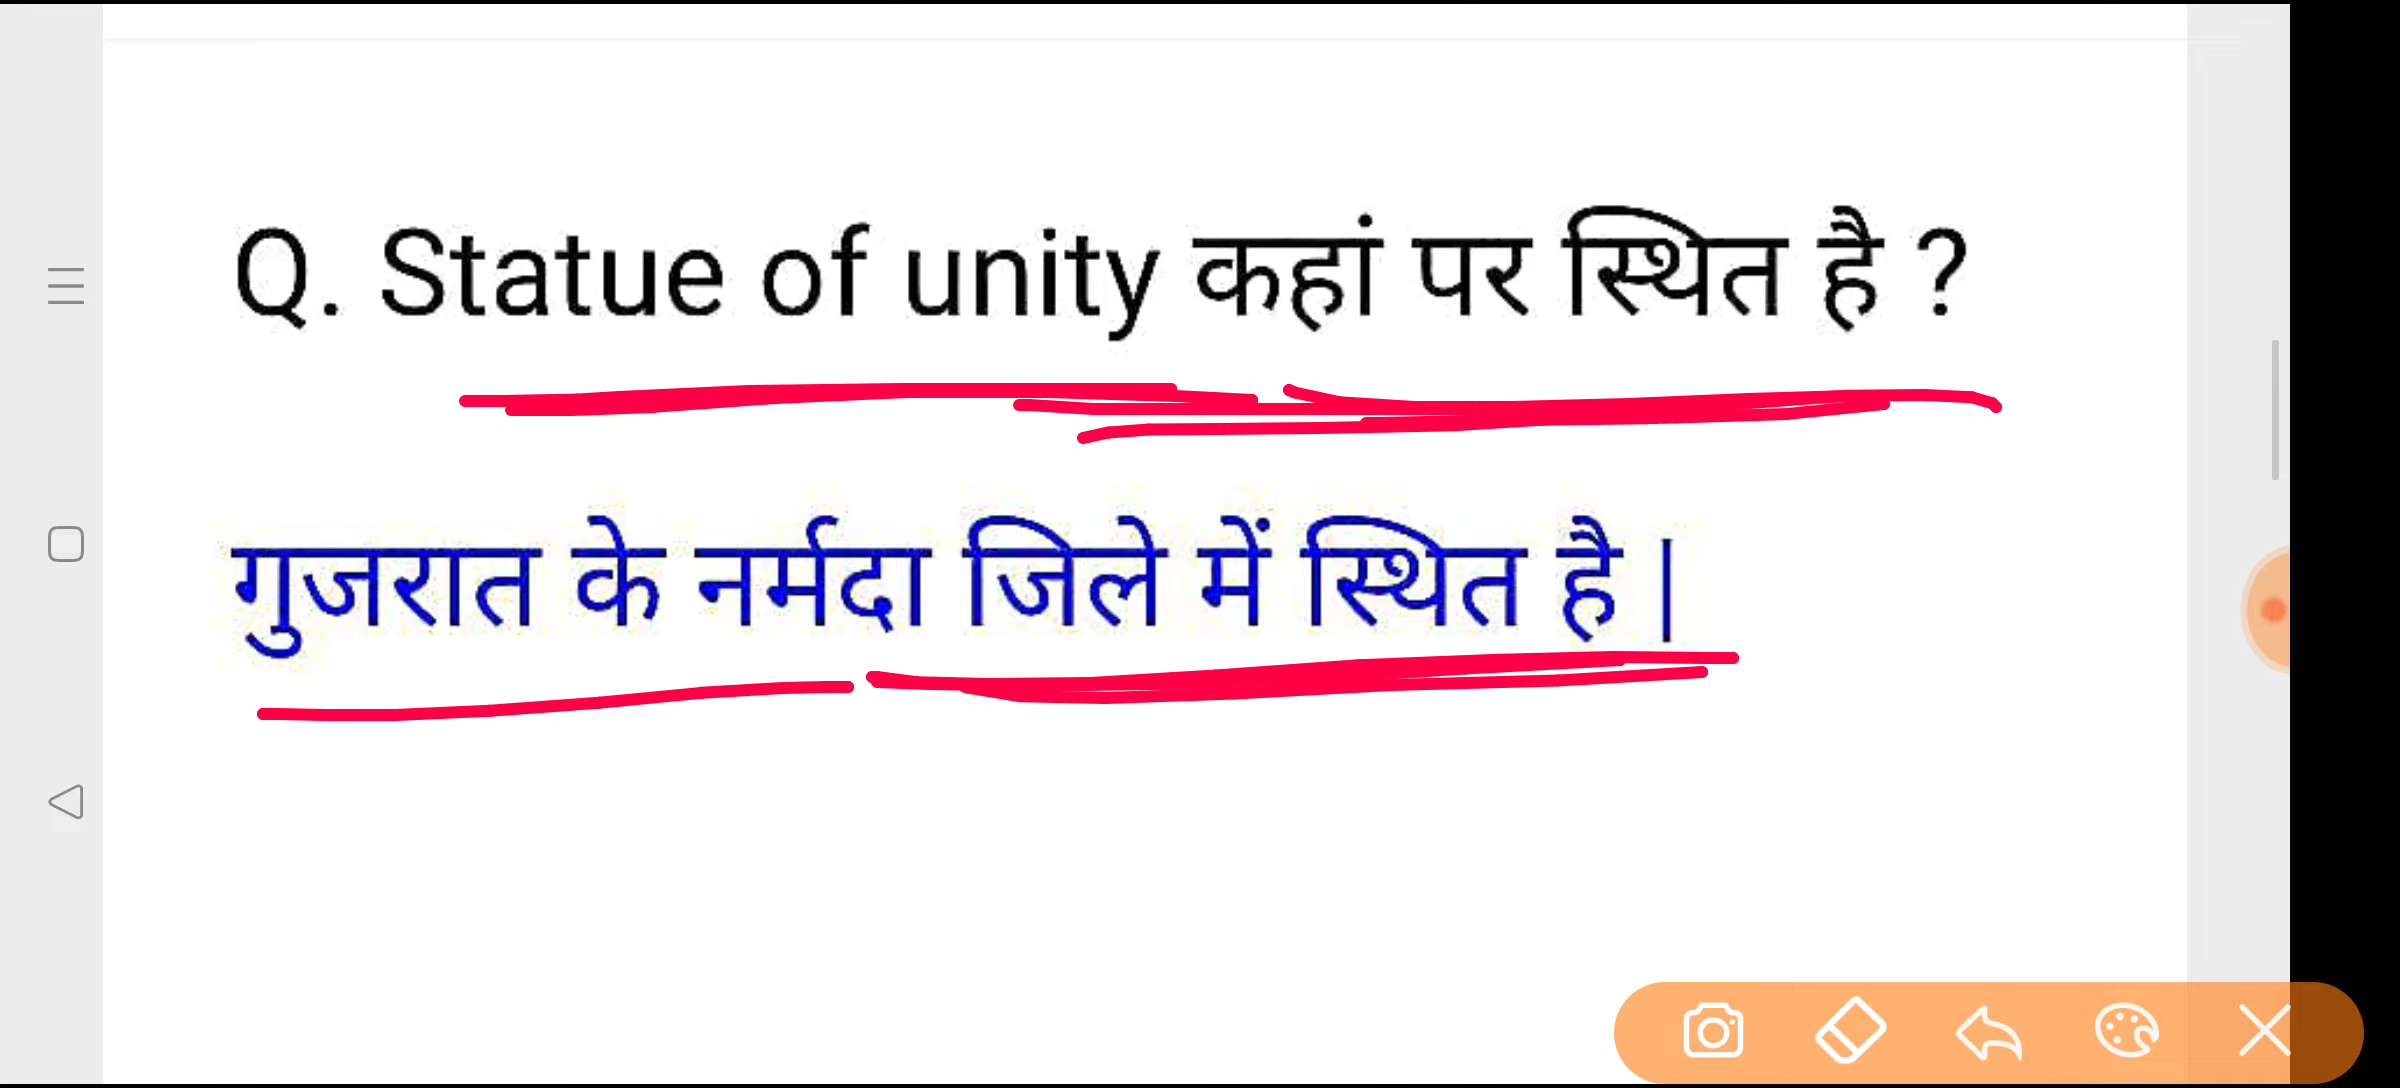 Q. Statue of unity कहां पर स्थित है ?
गुजरात के नर्मदा जिले में स्थित है |